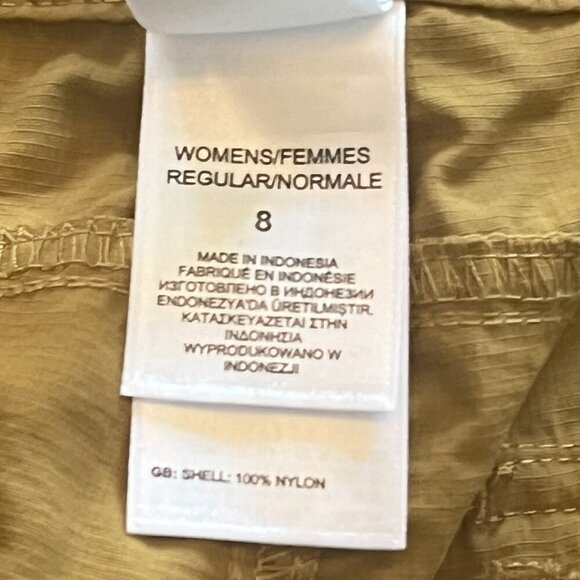 WOMENS/FEMMES
REGULAR/NORMALE
8
MADE IN INDONESIA
FABRIQUÉ EN INDONÉSIE
ИЗГОТОВЛЕНО В ИНДОНЕЗИИ
ENDONEZYA'DA ÜRETILMIŞTIR.
ΚΑΤΑΣΚΕΥΑΖΕΤΑΙ ΣΤΗΝ
ΙΝΔΟΝΗΣΙΑ
WYPRODUKOWANO W
INDONEZJI
GB: SHELL: 100% NYLON